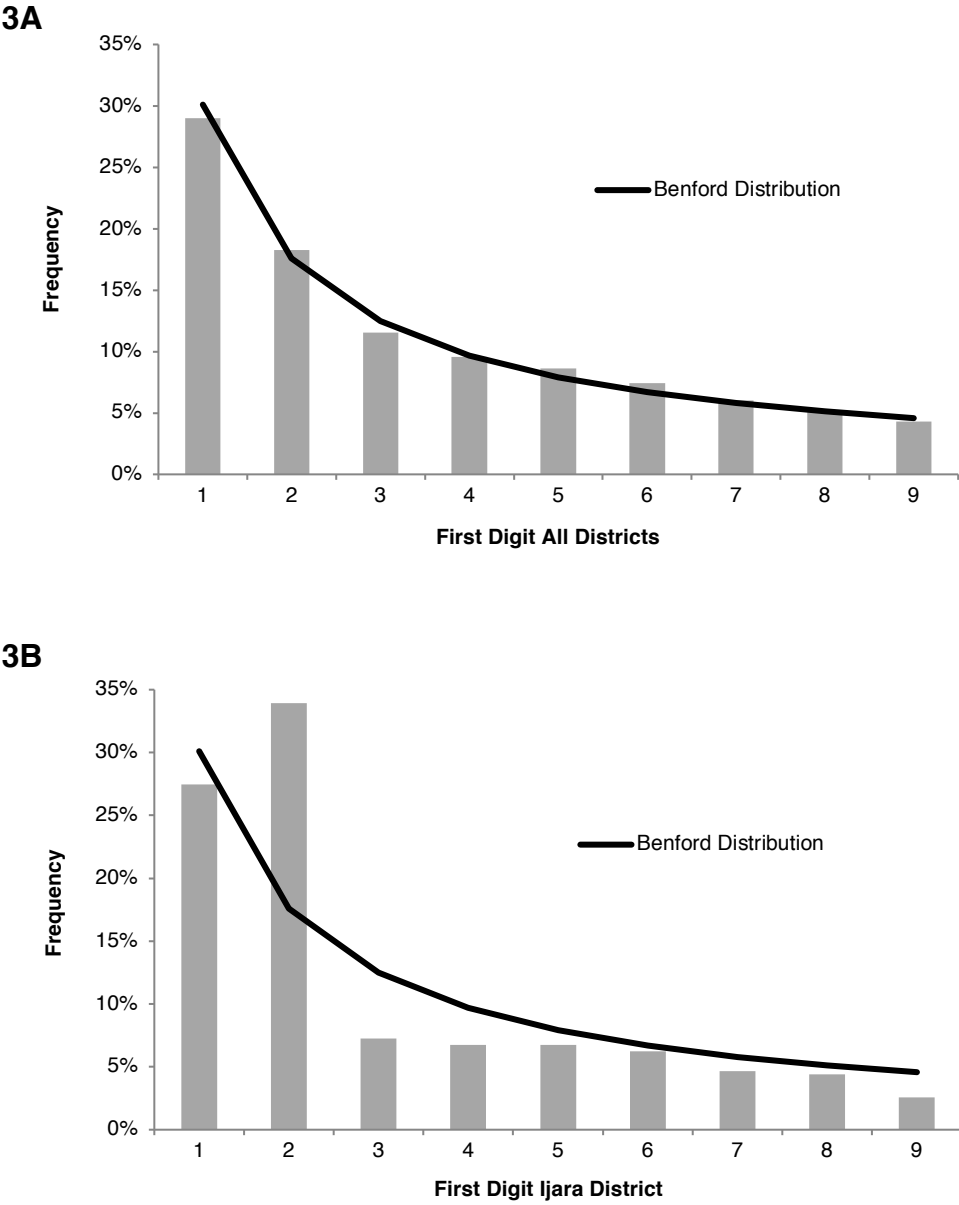 3A
35%
30%
25%
20%
15%
10%
5%
0%
Frequency
Benford Distribution
1 2 3 4 5 6 7 8 9
First Digit All Districts
3B
35%
30%
25%
20%
15%
10%
5%
0%
Frequency
Benford Distribution
1 2 3 4 5 6 7 8 9
First Digit Ijara District